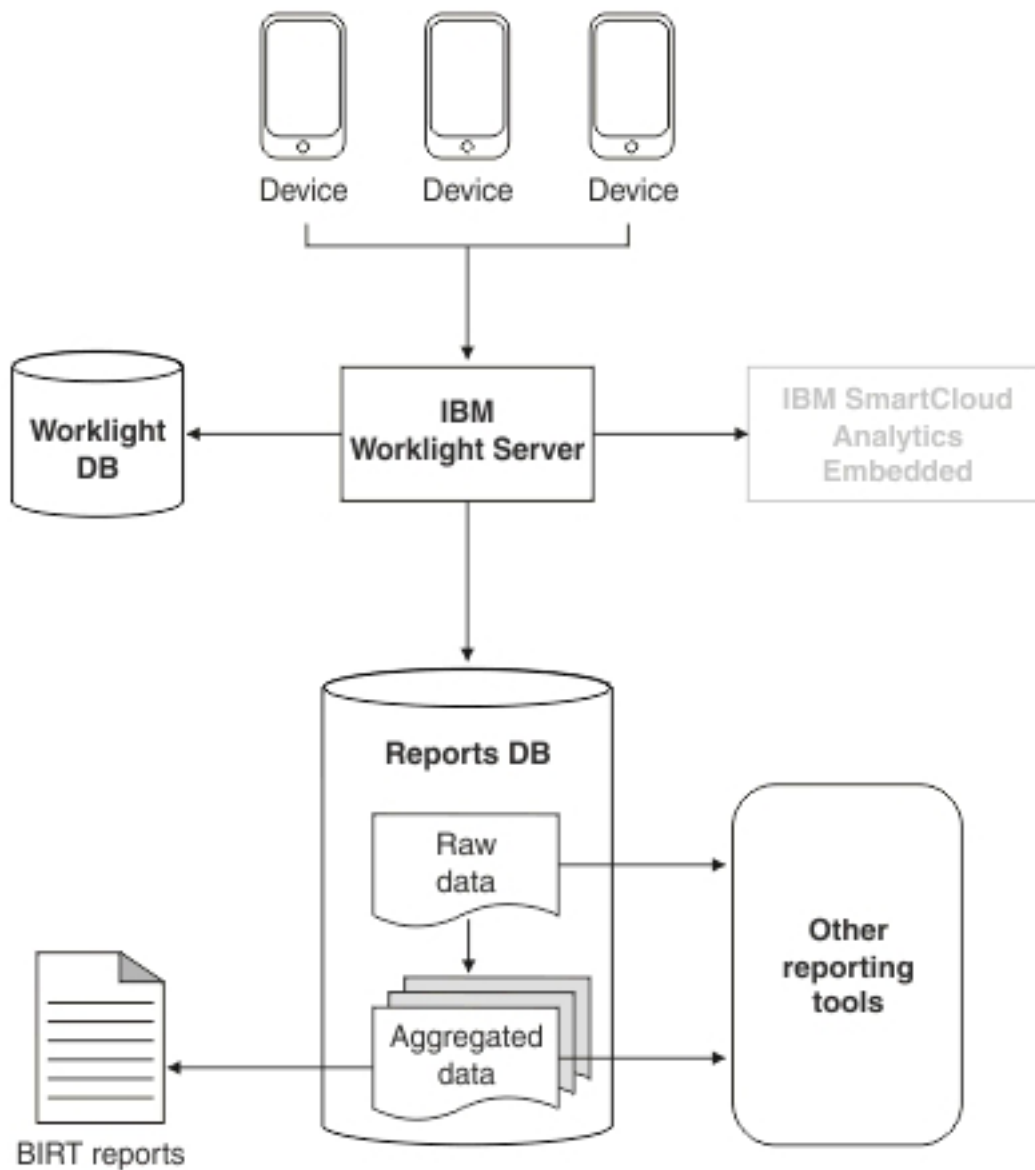 Device
Device
Device
Worklight
DB
IBM
Worklight Server
IBM SmartCloud
Analytics
Embedded
Reports DB
Raw
data
Aggregated
data
Other
reporting
tools
BIRT reports